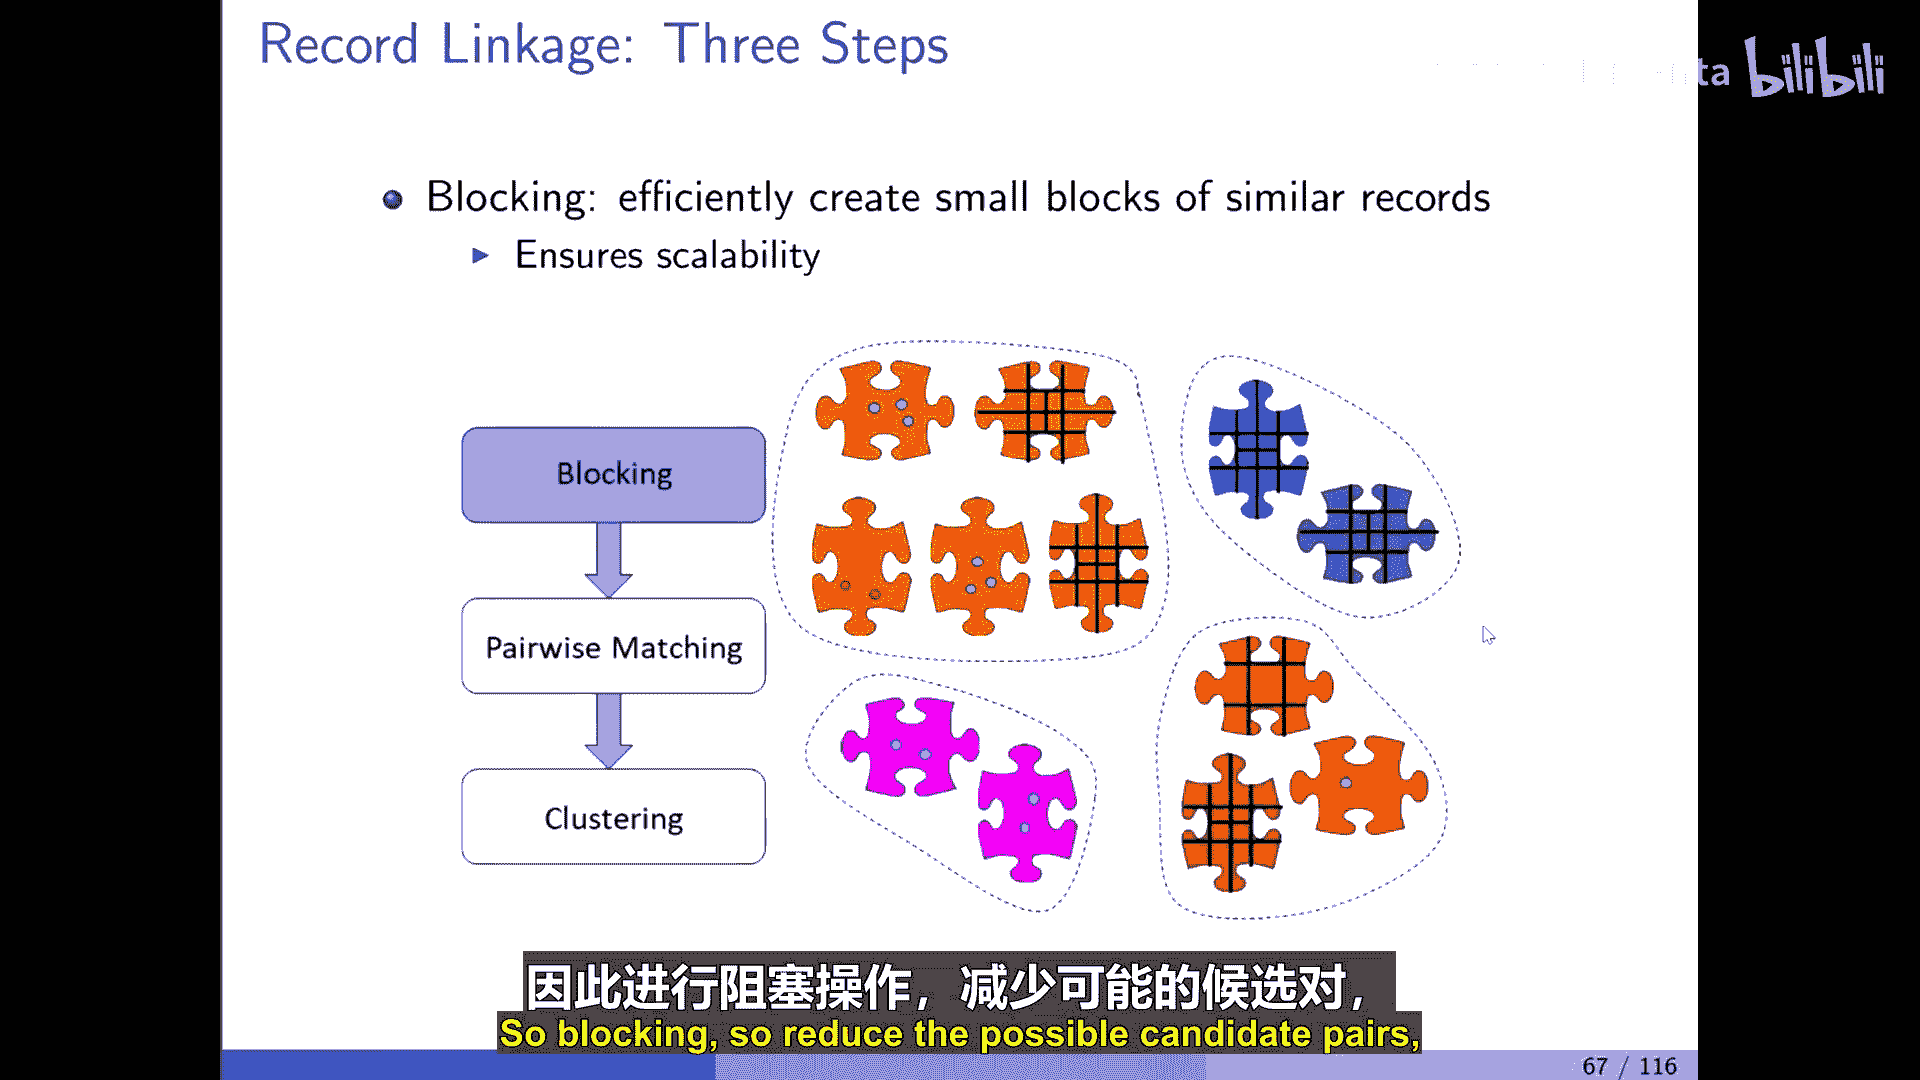 Record Linkage: Three Steps
ta bilibili
Blocking: efficiently create small blocks of similar records
Ensures scalability
Blocking
Pairwise Matching
Clustering
因此进行阻塞操作，减少可能的候选对，
So blocking, so reduce the possible candidate pairs,
67 / 116